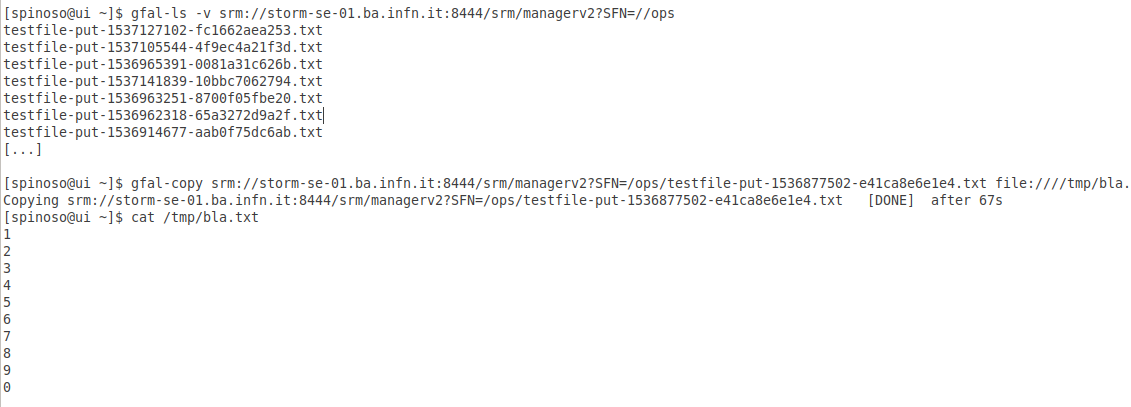 [spinoso@ui ~]$ gfal-ls -v srm://storm-se-01.ba.infn.it:8444/srm/managerv2?SFN=//ops
testfile-put-1537127102-fc1662aea253.txt
testfile-put-1537105544-4f9ec4a21f3d.txt
testfile-put-1536965391-0081a31c626b.txt
testfile-put-1537141839-10bbc7062794.txt
testfile-put-1536963251-8700f05fbe20.txt
testfile-put-1536962318-65a3272d9a2f.txt
testfile-put-1536914677-aab0f75dc6ab.txt
[...]
[spinoso@ui ~]$ gfal-copy srm://storm-se-01.ba.infn.it:8444/srm/managerv2?SFN=/ops/testfile-put-1536877502-e41ca8e6e1e4.txt file:////tmp/bla.
Copying srm://storm-se-01.ba.infn.it:8444/srm/managerv2?SFN=/ops/testfile-put-1536877502-e41ca8e6e1e4.txt   [DONE]  after 67s
[spinoso@ui ~]$ cat /tmp/bla.txt
1
2
3
4
5
6
7
8
9
0